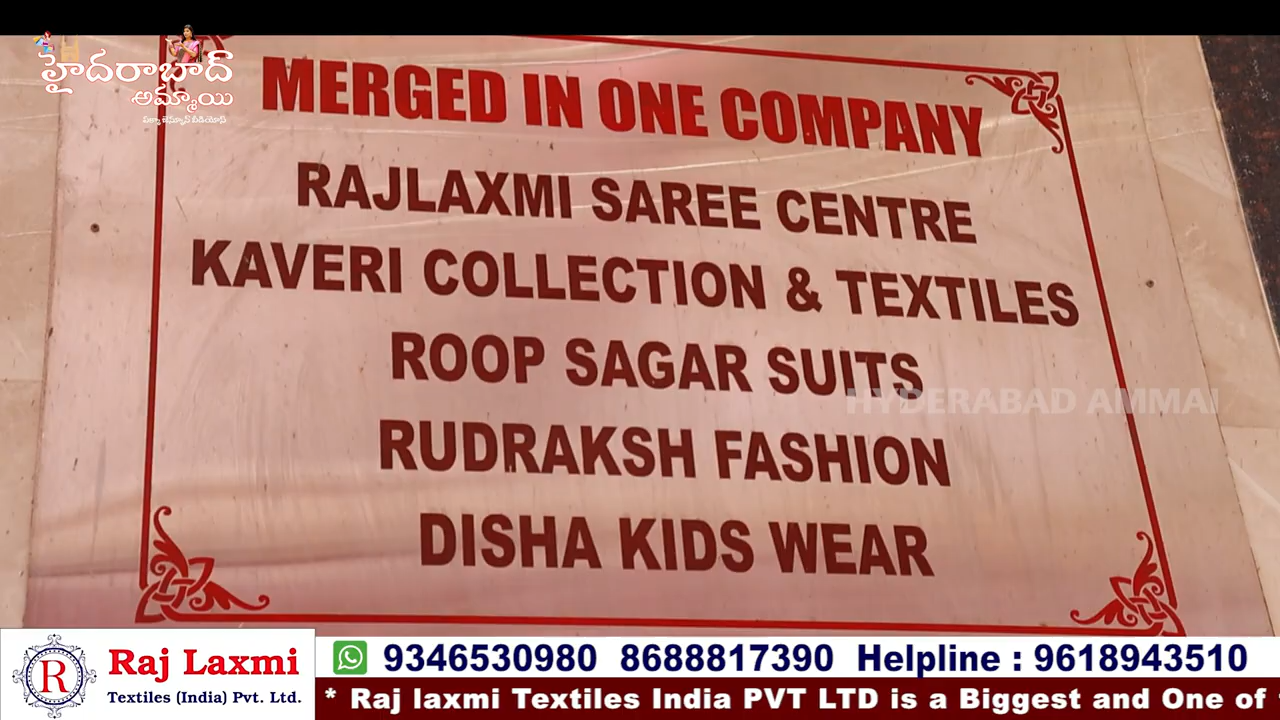 హైదరాబాద్
అమ్మాయి
MERGED IN ONE COMPANY
RAJLAXMI SAREE CENTRE
KAVERI COLLECTION & TEXTILES
ROOP SAGAR SUITS
HYDERABAD AMMAI
RUDRAKSH FASHION
DISHA KIDS WEAR
R
Raj Laxmi
Textiles (India) Pvt. Ltd.
9346530980 8688817390 Helpline : 9618943510
* Raj laxmi Textiles India PVT LTD is a Biggest and One of